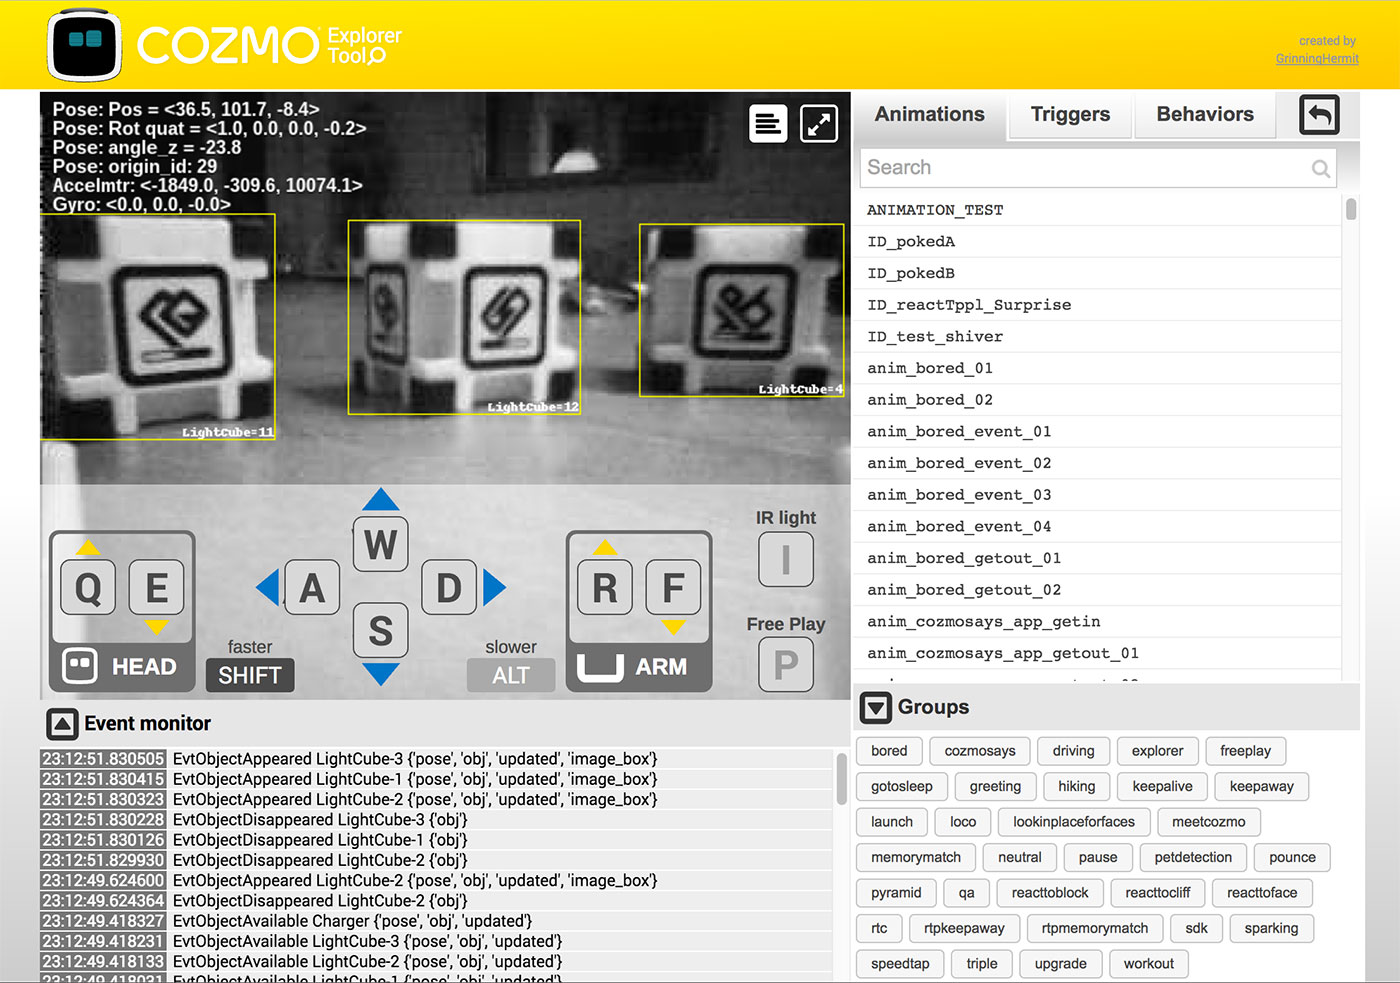 COZMO Explorer Tool
created by
GrinningHermit
Pose: Pos = <36.5, 101.7, -8.4>
Pose: Rot quat = <1.0, 0.0, 0.0, -0.2>
Pose: angle_z = -23.8
Pose: origin_id: 29
Accelmtr: <-1849.0, -309.6, 10074.1>
Gyro: <0.0, 0.0, -0.0>
LightCube=11
LightCube=12
LightCube=4
Q E
HEAD
W
A D
S
faster
SHIFT
slower
ALT
R F
ARM
IR light
I
Free Play
P
Event monitor
23:12:51.830505 EvtObjectAppeared LightCube-3 {'pose', 'obj', 'updated', 'image_box'}
23:12:51.830415 EvtObjectAppeared LightCube-1 {'pose', 'obj', 'updated', 'image_box'}
23:12:51.830323 EvtObjectAppeared LightCube-2 {'pose', 'obj', 'updated', 'image_box'}
23:12:51.830228 EvtObjectDisappeared LightCube-3 {'obj'}
23:12:51.830126 EvtObjectDisappeared LightCube-1 {'obj'}
23:12:51.829930 EvtObjectDisappeared LightCube-2 {'obj'}
23:12:49.624600 EvtObjectAppeared LightCube-2 {'pose', 'obj', 'updated', 'image_box'}
23:12:49.624364 EvtObjectDisappeared LightCube-2 {'obj'}
23:12:49.418327 EvtObjectAvailable Charger {'pose', 'obj', 'updated'}
23:12:49.418231 EvtObjectAvailable LightCube-3 {'pose', 'obj', 'updated'}
23:12:49.418133 EvtObjectAvailable LightCube-2 {'pose', 'obj', 'updated'}
23:12:49.418031 EvtObjectAvailable LightCube-1 {'pose', 'obj', 'updated'}
Animations Triggers Behaviors
Search
ANIMATION_TEST
ID_pokedA
ID_pokedB
ID_reactTppl_Surprise
ID_test_shiver
anim_bored_01
anim_bored_02
anim_bored_event_01
anim_bored_event_02
anim_bored_event_03
anim_bored_event_04
anim_bored_getout_01
anim_bored_getout_02
anim_cozmosays_app_getin
anim_cozmosays_app_getout_01
Groups
bored cozmosays driving explorer freeplay
gotosleep greeting hiking keepalive keepaway
launch loco lookinplaceforfaces meetcozmo
memorymatch neutral pause petdetection pounce
pyramid qa reacttoblock reacttocliff reacttoface
rtc rtpkeepaway rtpmemorymatch sdk sparking
speedtap triple upgrade workout